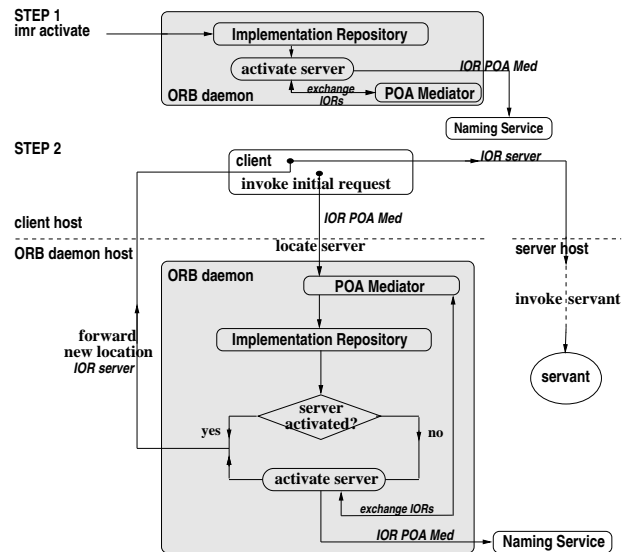 STEP 1
imr activate
Implementation Repository
activate server
IOR POA Med
exchange
IORs
POA Mediator
ORB daemon
Naming Service
STEP 2
client
IOR server
invoke initial request
IOR POA Med
client host
locate server
ORB daemon host
server host
ORB daemon
POA Mediator
invoke servant
forward
new location
IOR server
Implementation Repository
servant
server
activated?
yes
no
activate server
exchange IORs
IOR POA Med
Naming Service